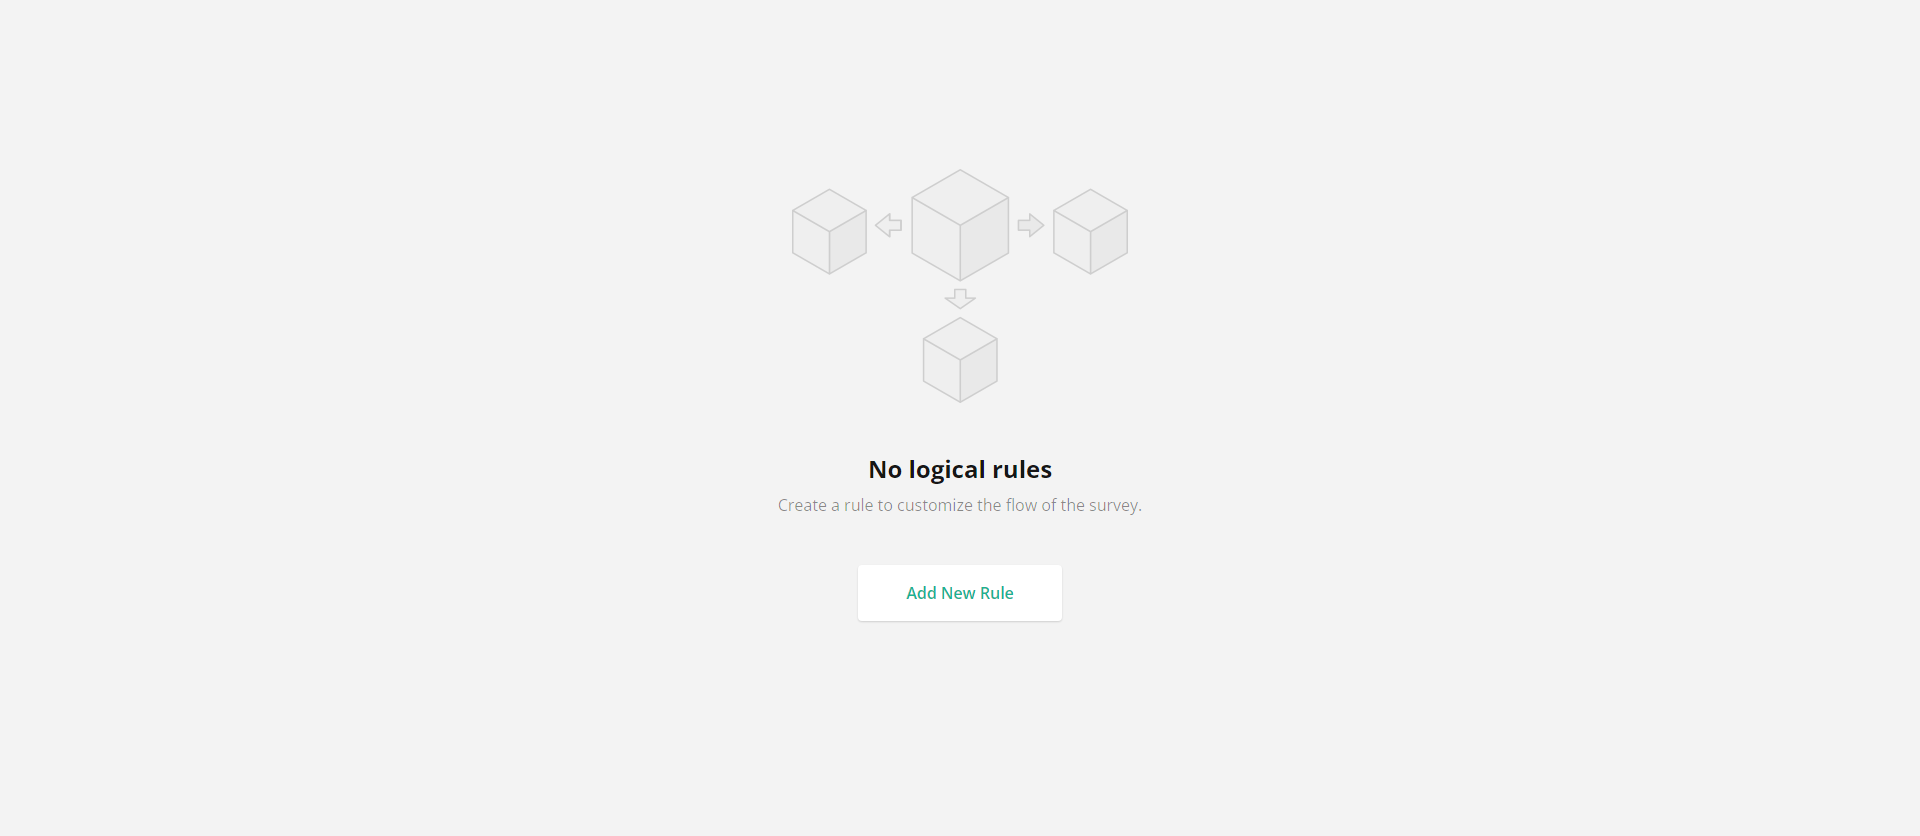 No logical rules
Create a rule to customize the flow of the survey.
Add New Rule